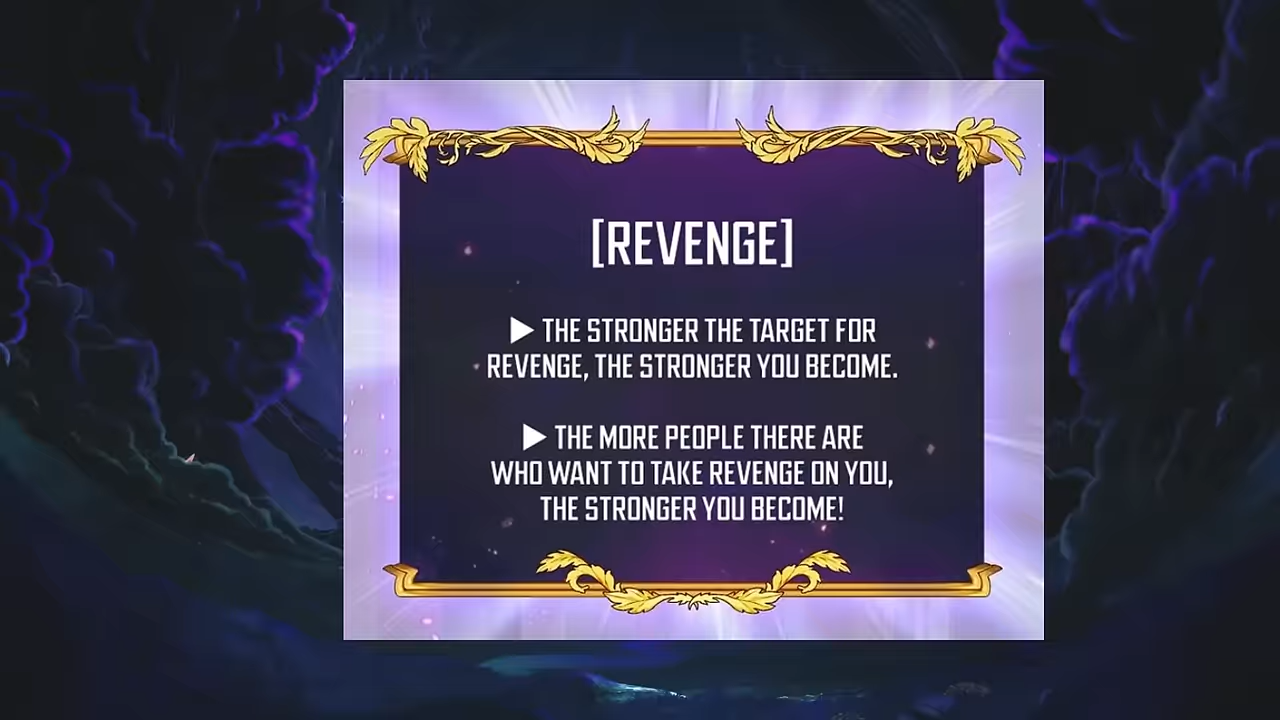 [REVENGE]
▶ THE STRONGER THE TARGET FOR
REVENGE, THE STRONGER YOU BECOME.
▶ THE MORE PEOPLE THERE ARE
WHO WANT TO TAKE REVENGE ON YOU,
THE STRONGER YOU BECOME!